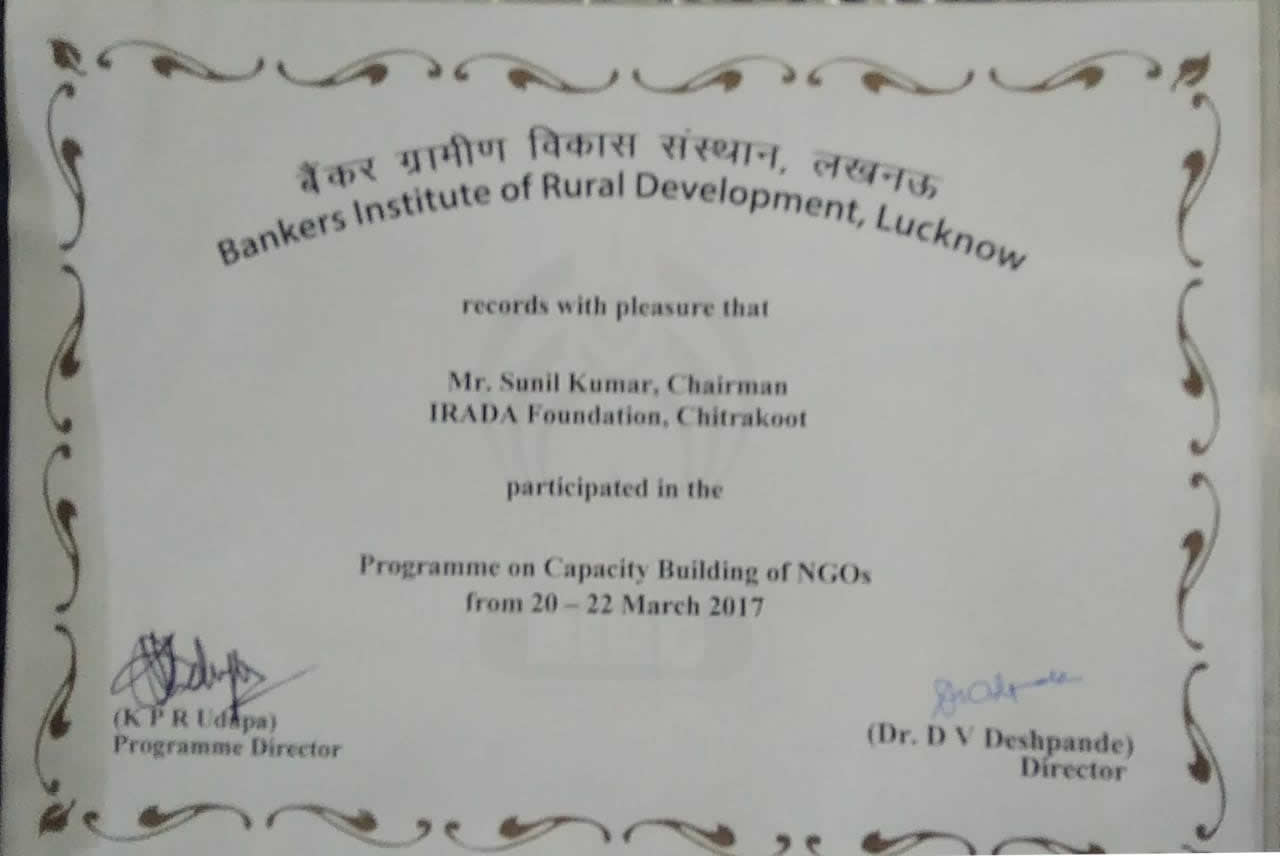 बैंकर ग्रामीण विकास संस्थान, लखनऊ
Bankers Institute of Rural Development, Lucknow
records with pleasure that
Mr. Sunil Kumar, Chairman
IRADA Foundation, Chitrakoot
participated in the
Programme on Capacity Building of NGOs
from 20 – 22 March 2017
(K P R Udupa)
Programme Director
(Dr. D V Deshpande)
Director